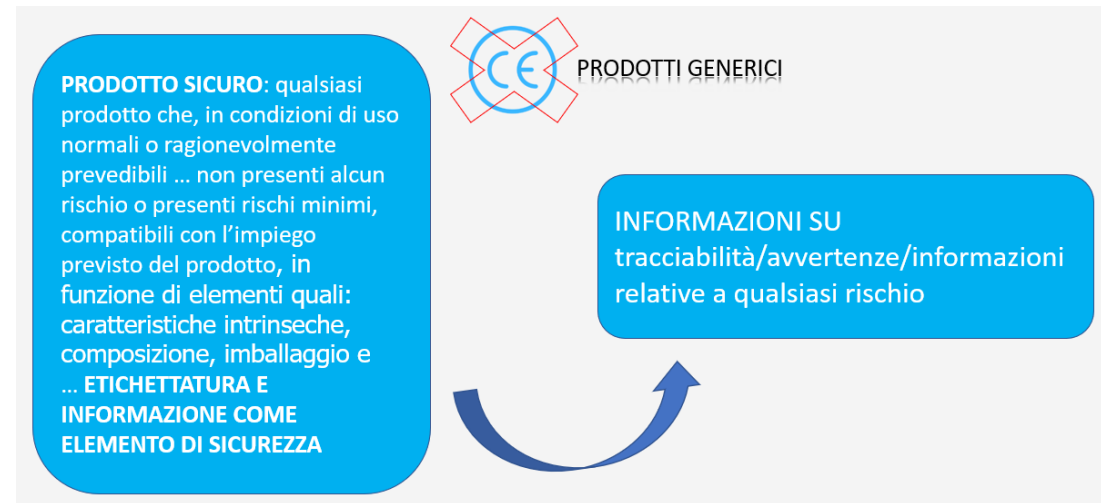 PRODOTTO SICURO: qualsiasi
prodotto che, in condizioni di uso
normali o ragionevolmente
prevedibili ... non presenti alcun
rischio o presenti rischi minimi,
compatibili con l'impiego
previsto del prodotto, in
funzione di elementi quali:
caratteristiche intrinseche,
composizione, imballaggio e
... ETICHETTATURA E
INFORMAZIONE COME
ELEMENTO DI SICUREZZA
CE
PRODOTTI GENERICI
INFORMAZIONI SU
tracciabilità/avvertenze/informazioni
relative a qualsiasi rischio